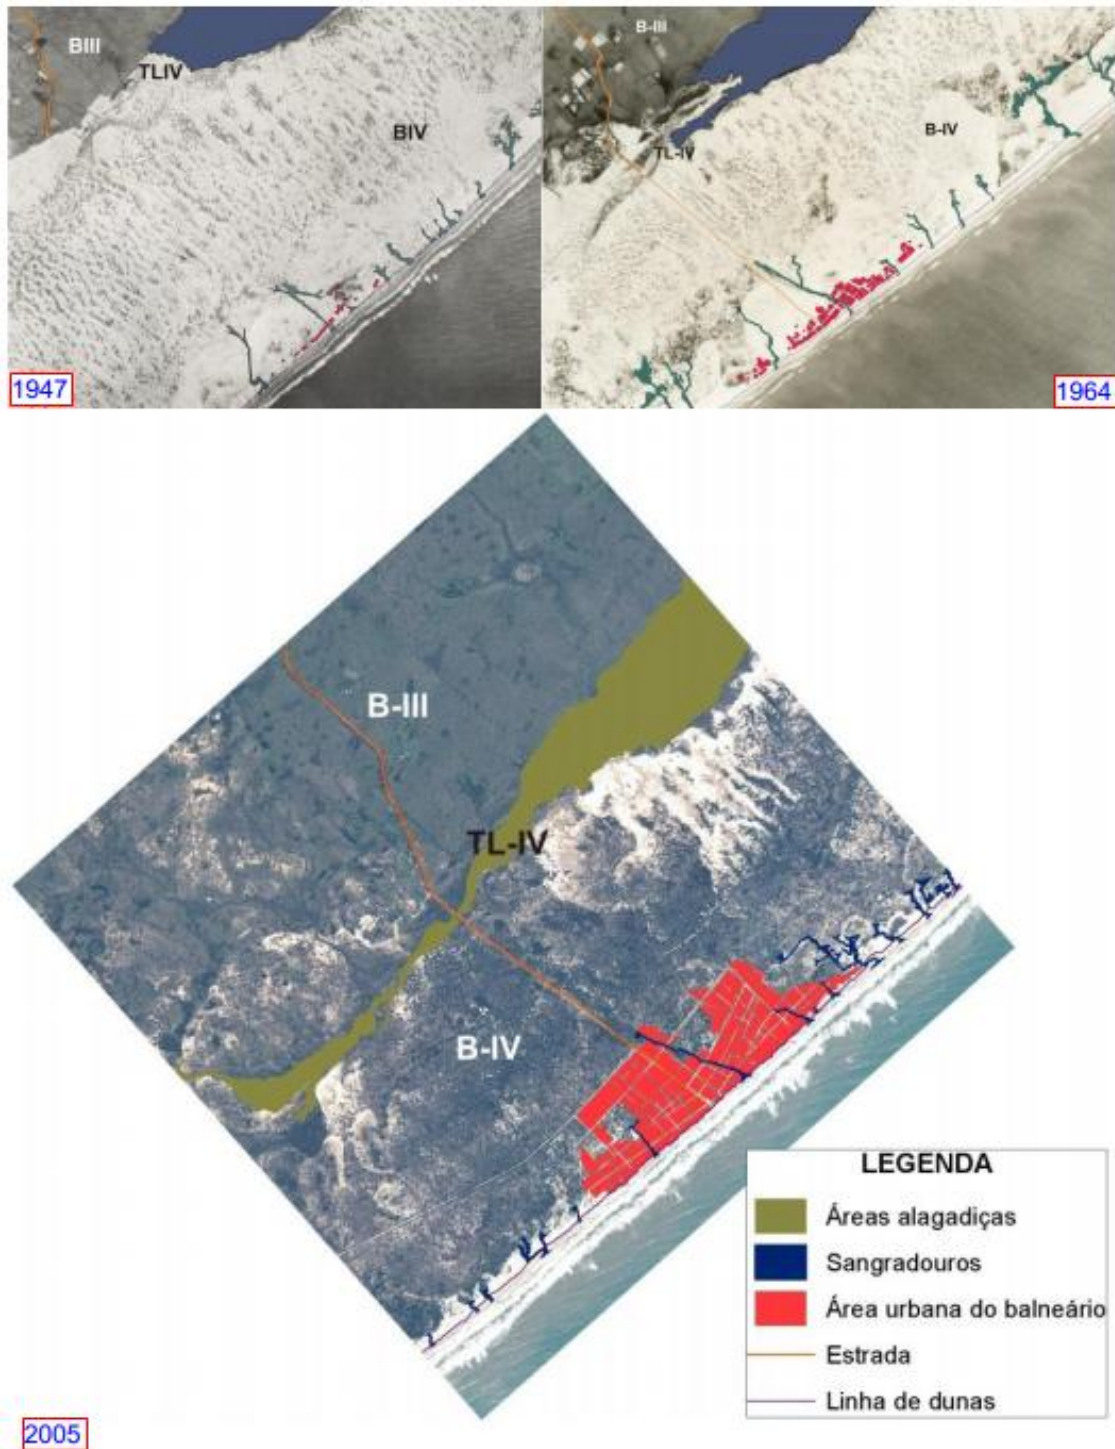 BIII
TLIV
BIV
1947
B-III
TL-IV
B-IV
1964
B-III
TL-IV
B-IV
LEGENDA
Áreas alagadiças
Sangradouros
Área urbana do balneário
Estrada
Linha de dunas
2005